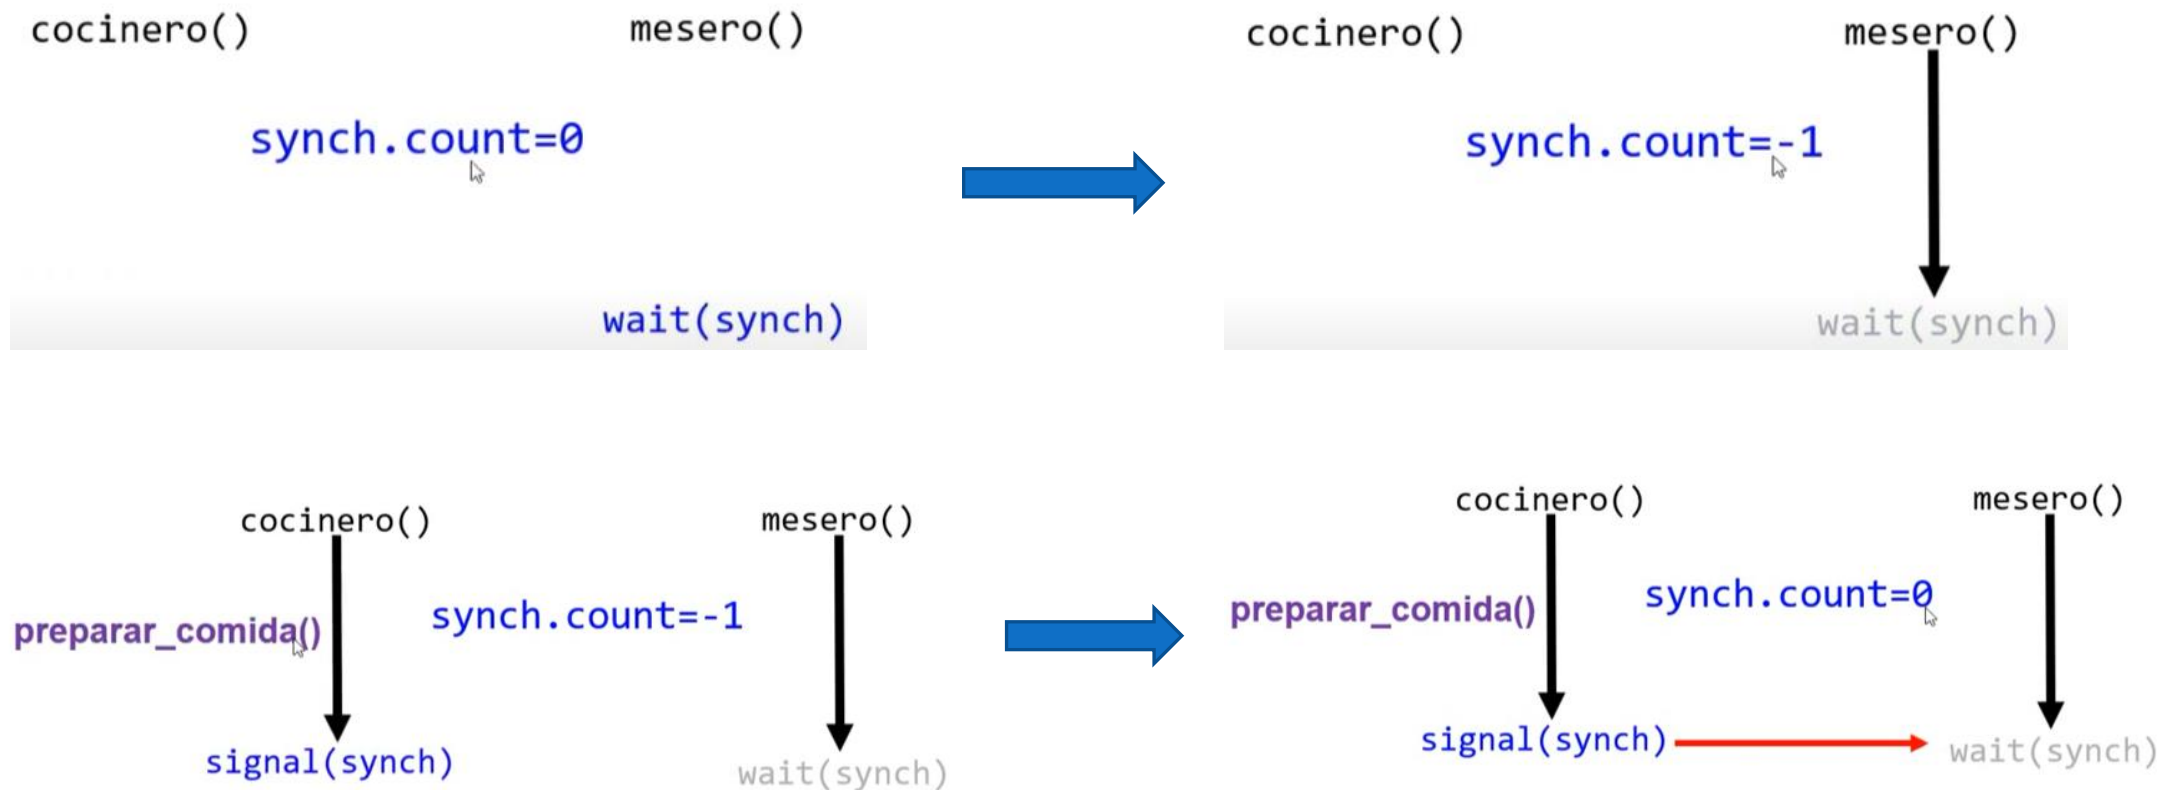 cocinero() mesero()
synch.count=0
wait(synch)
cocinero() mesero()
synch.count=-1
wait(synch)
cocinero() mesero()
preparar_comida() synch.count=-1
signal(synch) wait(synch)
cocinero() mesero()
preparar_comida() synch.count=0
signal(synch) wait(synch)